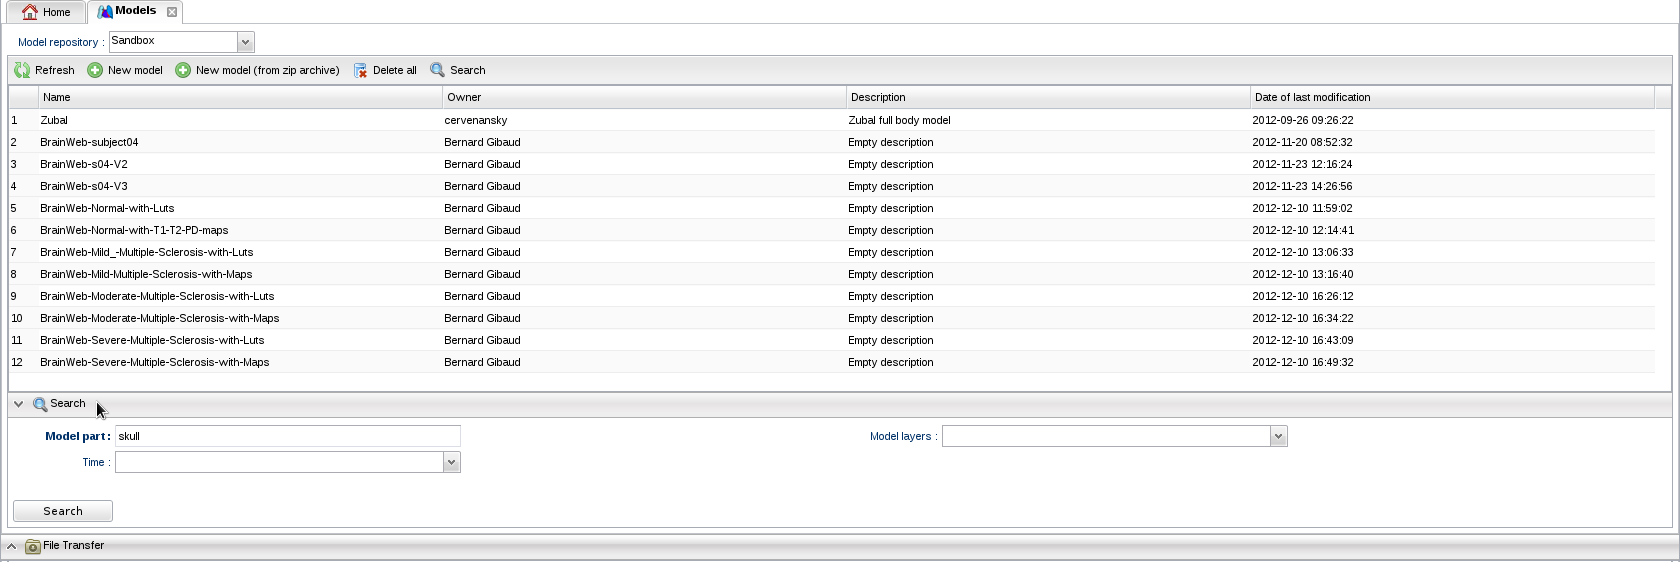 Home Models
Model repository : Sandbox
Refresh New model New model (from zip archive) Delete all Search
Name Owner Description Date of last modification
1 Zubal cervenansky Zubal full body model 2012-09-26 09:26:22
2 BrainWeb-subject04 Bernard Gibaud Empty description 2012-11-20 08:52:32
3 BrainWeb-s04-V2 Bernard Gibaud Empty description 2012-11-23 12:16:24
4 BrainWeb-s04-V3 Bernard Gibaud Empty description 2012-11-23 14:26:56
5 BrainWeb-Normal-with-Luts Bernard Gibaud Empty description 2012-12-10 11:59:02
6 BrainWeb-Normal-with-T1-T2-PD-maps Bernard Gibaud Empty description 2012-12-10 12:14:41
7 BrainWeb-Mild_-Multiple-Sclerosis-with-Luts Bernard Gibaud Empty description 2012-12-10 13:06:33
8 BrainWeb-Mild-Multiple-Sclerosis-with-Maps Bernard Gibaud Empty description 2012-12-10 13:16:40
9 BrainWeb-Moderate-Multiple-Sclerosis-with-Luts Bernard Gibaud Empty description 2012-12-10 16:26:12
10 BrainWeb-Moderate-Multiple-Sclerosis-with-Maps Bernard Gibaud Empty description 2012-12-10 16:34:22
11 BrainWeb-Severe-Multiple-Sclerosis-with-Luts Bernard Gibaud Empty description 2012-12-10 16:43:09
12 BrainWeb-Severe-Multiple-Sclerosis-with-Maps Bernard Gibaud Empty description 2012-12-10 16:49:32
Search
Model part : skull Model layers :
Time :
Search
File Transfer